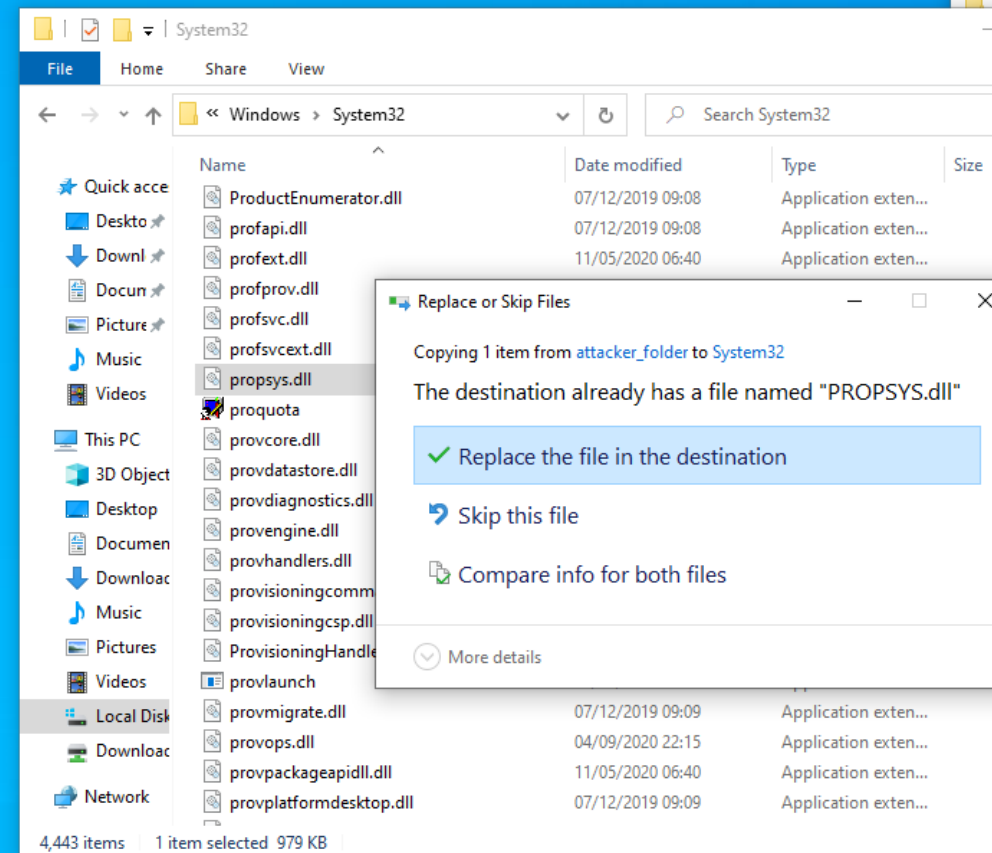 System32
File Home Share View
« Windows › System32 Search System32
Name Date modified Type Size
Quick acce
Deskto
Downl
Docum
Picture
Music
Videos
This PC
3D Object
Desktop
Documen
Downloac
Music
Pictures
Videos
Local Disk
Downloac
Network
ProductEnumerator.dll 07/12/2019 09:08 Application exten...
profapi.dll 07/12/2019 09:08 Application exten...
profext.dll 11/05/2020 06:40 Application exten...
profprov.dll
profsvc.dll
profsvcext.dll
propsys.dll
proquota
provcore.dll
provdatastore.dll
provdiagnostics.dll
provengine.dll
provhandlers.dll
provisioningcomm
provisioningcsp.dll
ProvisioningHandle
provlaunch
provmigrate.dll 07/12/2019 09:09 Application exten...
provops.dll 04/09/2020 22:15 Application exten...
provpackageapidll.dll 11/05/2020 06:40 Application exten...
provplatformdesktop.dll 07/12/2019 09:09 Application exten...
Replace or Skip Files
Copying 1 item from attacker_folder to System32
The destination already has a file named "PROPSYS.dll"
Replace the file in the destination
Skip this file
Compare info for both files
More details
4,443 items 1 item selected 979 KB